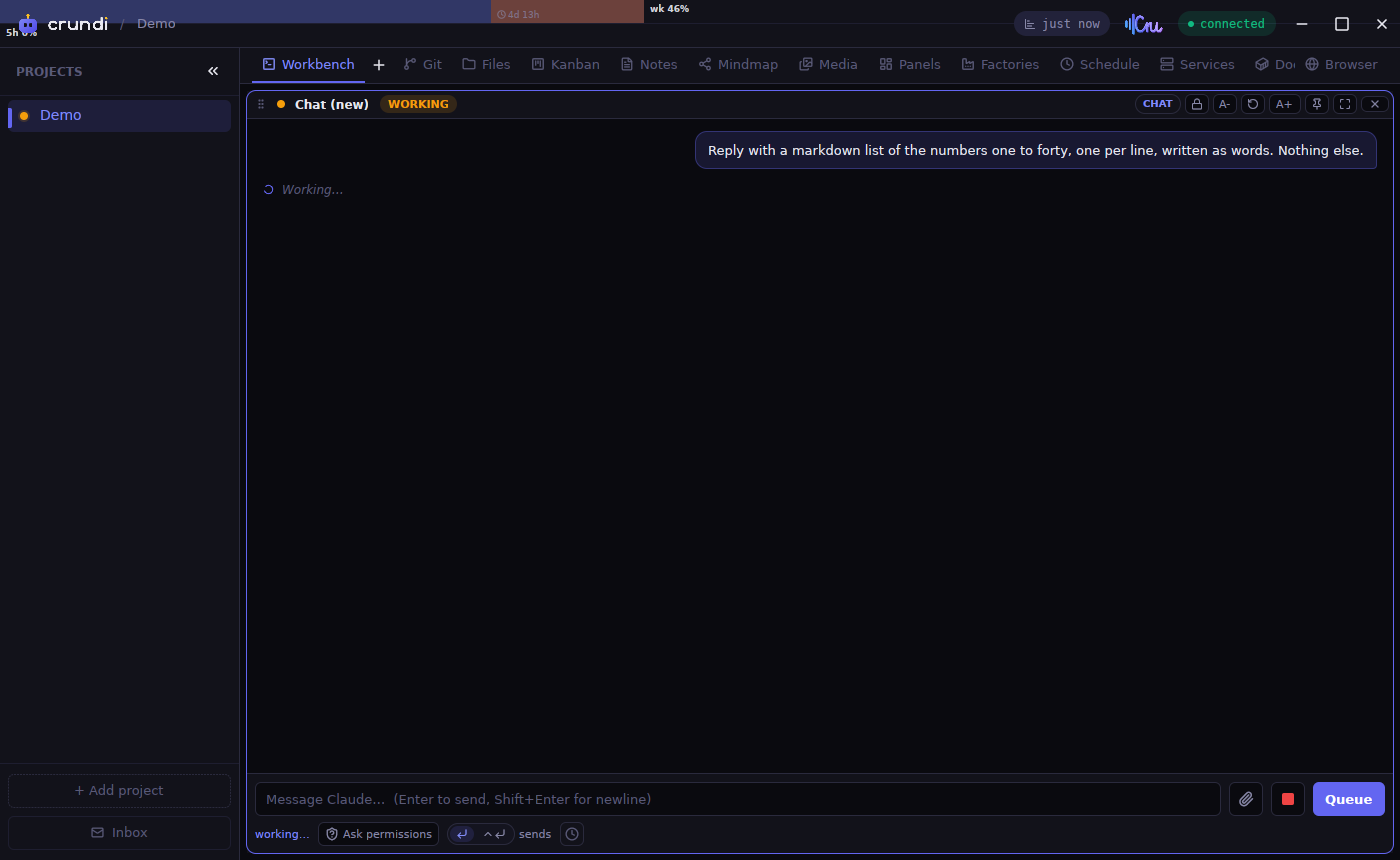 4d 13h
wk 46%
crundi / Demo
just now
Cru
connected
PROJECTS
Demo
Workbench
Git
Files
Kanban
Notes
Mindmap
Media
Panels
Factories
Schedule
Services
Browser
Chat (new)
WORKING
CHAT
A-
A+
Reply with a markdown list of the numbers one to forty, one per line, written as words. Nothing else.
Working...
+ Add project
Inbox
Message Claude... (Enter to send, Shift+Enter for newline)
Queue
working...
Ask permissions
sends